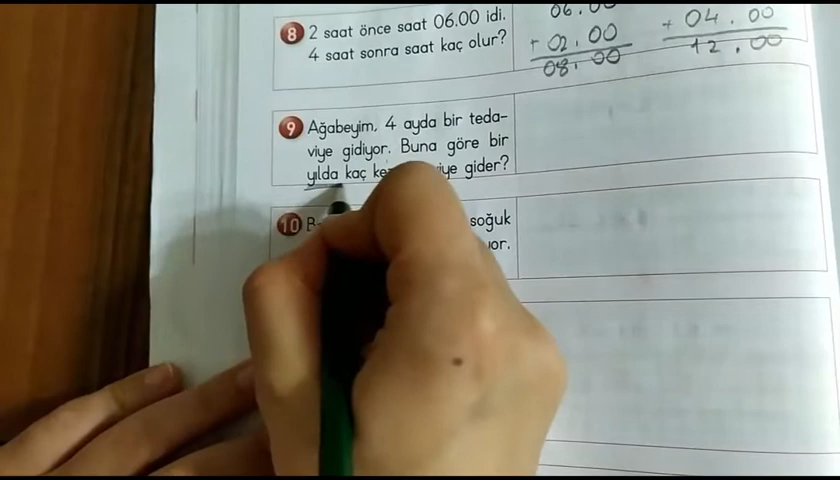 8 2 saat önce saat 06.00 idi.
4 saat sonra saat kaç olur?
06.00
+ 02.00
08.00
+ 04.00
12.00
9 Ağabeyim, 4 ayda bir teda-
viye gidiyor. Buna göre bir
yılda kaç gider?
10 soğuk